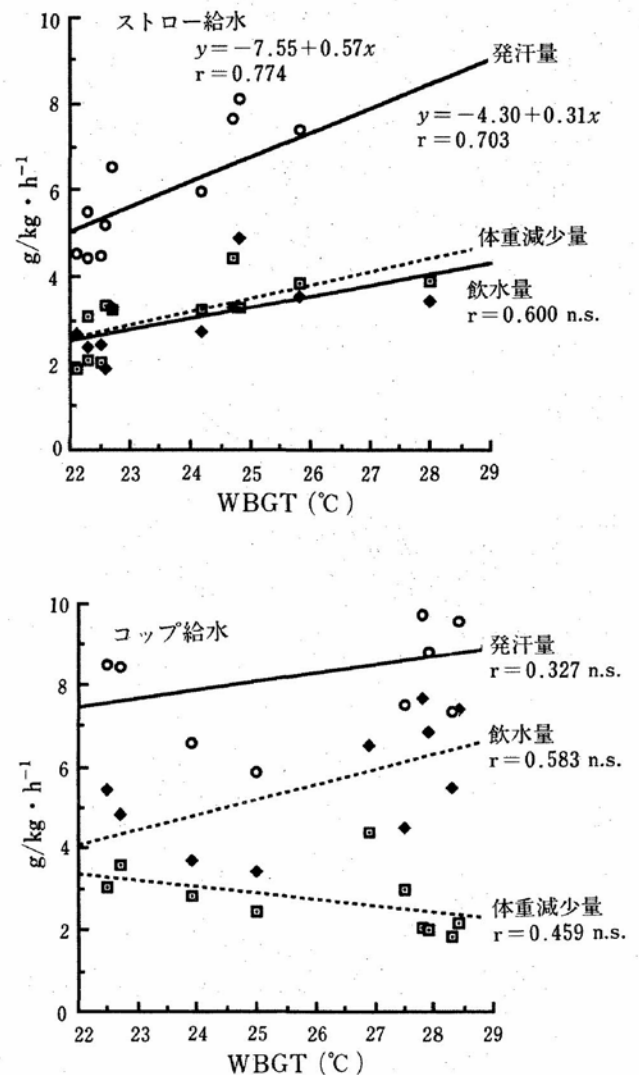 ストロー給水
y=−7.55+0.57x
r=0.774
発汗量
y=−4.30+0.31x
r=0.703
体重減少量
飲水量
r=0.600 n.s.
g/kg・h⁻¹
10
8
6
4
2
0
22 23 24 25 26 27 28 29
WBGT (℃)
コップ給水
発汗量
r=0.327 n.s.
飲水量
r=0.583 n.s.
体重減少量
r=0.459 n.s.
g/kg・h⁻¹
10
8
6
4
2
0
22 23 24 25 26 27 28 29
WBGT (℃)